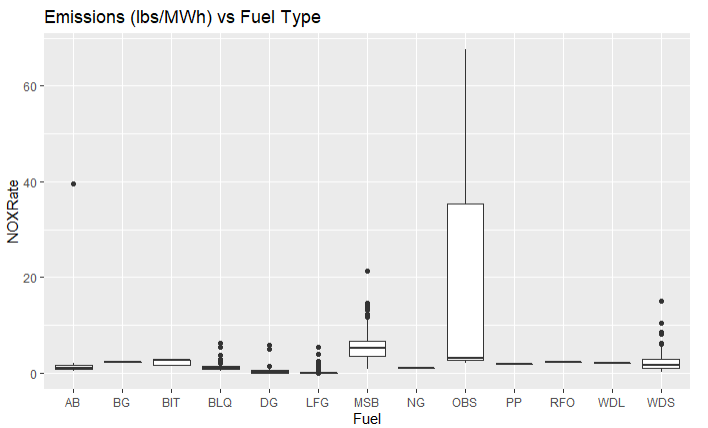 Emissions (lbs/MWh) vs Fuel Type
NOXRate
60
40
20
0
AB BG BIT BLQ DG LFG MSB NG OBS PP RFO WDL WDS
Fuel